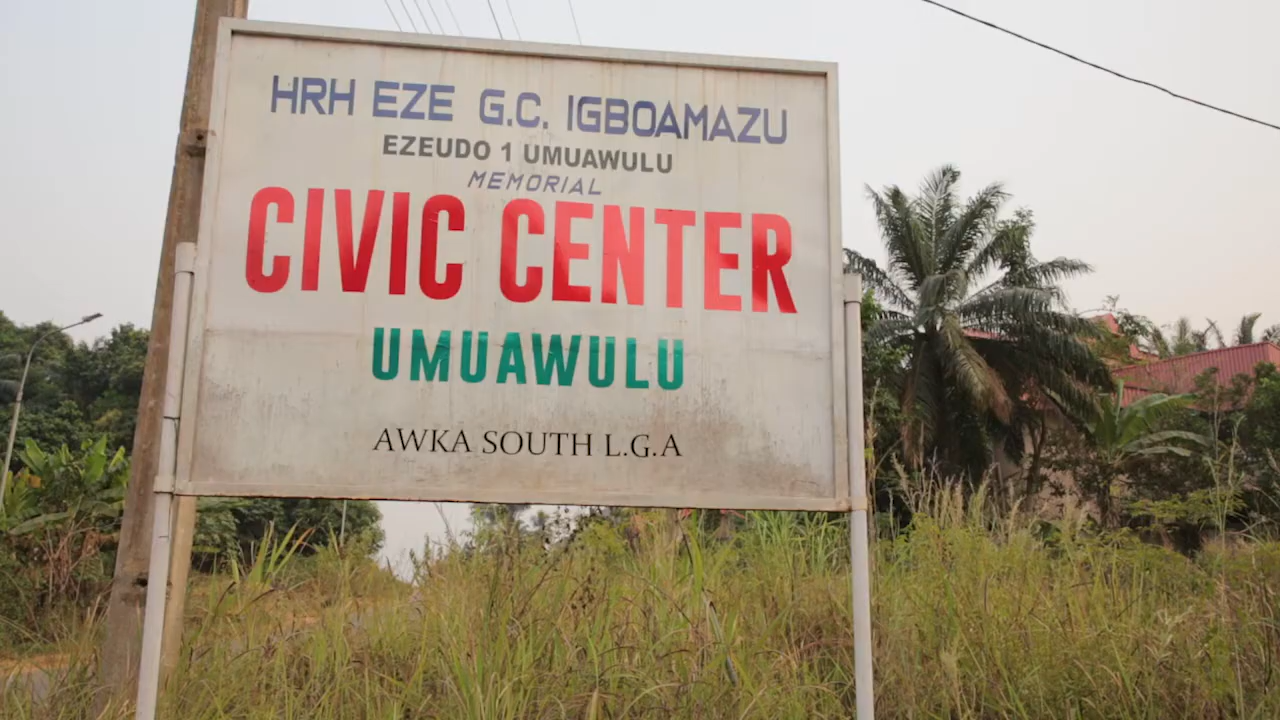 HRH EZE G.C. IGBOAMAZU
EZEUDO 1 UMUAWULU
MEMORIAL
CIVIC CENTER
UMUAWULU
AWKA SOUTH L.G.A